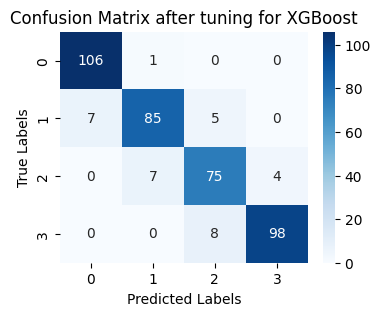 Confusion Matrix after tuning for XGBoost
True Labels
0 106 1 0 0
1 7 85 5 0
2 0 7 75 4
3 0 0 8 98
0 1 2 3
Predicted Labels
100
80
60
40
20
0